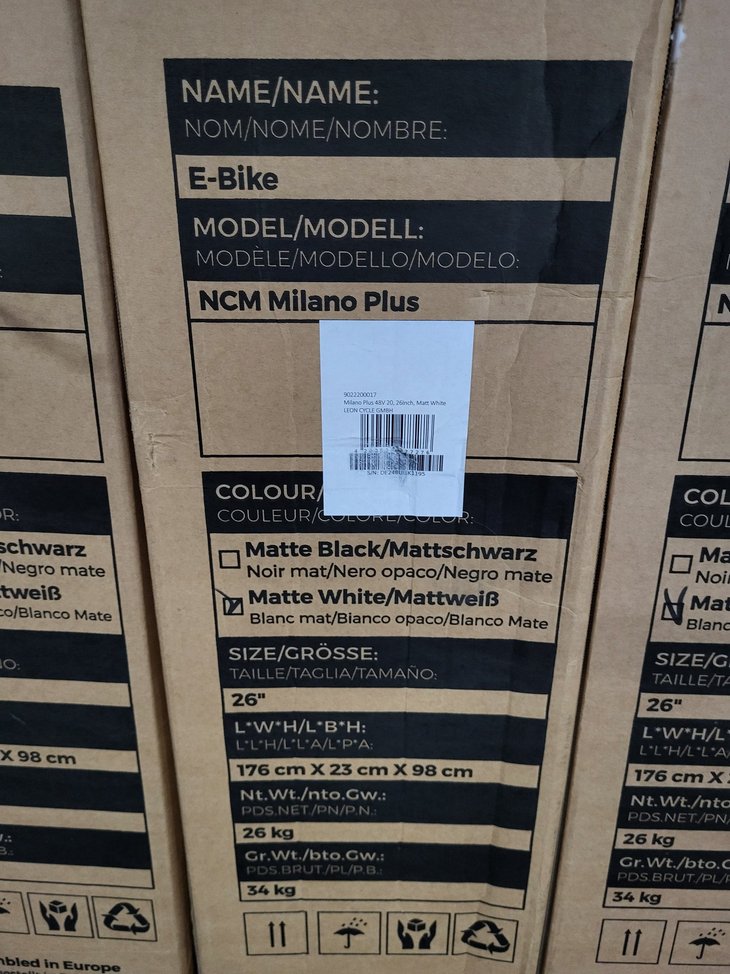 NAME/NAME:
NOM/NOME/NOMBRE:
E-Bike
MODEL/MODELL:
MODÈLE/MODELLO/MODELO:
NCM Milano Plus
9022200017
Milano Plus 48V 20, 26Inch, Matt White
LEON CYCLE GMBH
COLOUR/
COULEUR/COLORE/COLOR:
Matte Black/Mattschwarz
Noir mat/Nero opaco/Negro mate
Matte White/Mattweiß
Blanc mat/Bianco opaco/Blanco Mate
SIZE/GRÖSSE:
TAILLE/TAGLIA/TAMAÑO:
26"
L*W*H/L*B*H:
L*L*H/L*L*A/L*P*A:
176 cm X 23 cm X 98 cm
Nt.Wt./nto.Gw.:
PDS.NET./PN/P.N.:
26 kg
Gr.Wt./bto.Gw.:
PDS.BRUT./PL/P.B.:
34 kg
R:
schwarz
/Negro mate
tweiß
co/Blanco Mate
NO:
X 98 cm
mbled in Europe
N
COL
COUL
Ma
Noi
Mat
Blanc
SIZE/G
TAILLE/TA
26"
L*W*H/L*
L*L*H/L*L*A
176 cm X
Nt.Wt./nto
PDS.NET./PN/
26 kg
Gr.Wt./bto.G
PDS.BRUT./PL/
34 kg